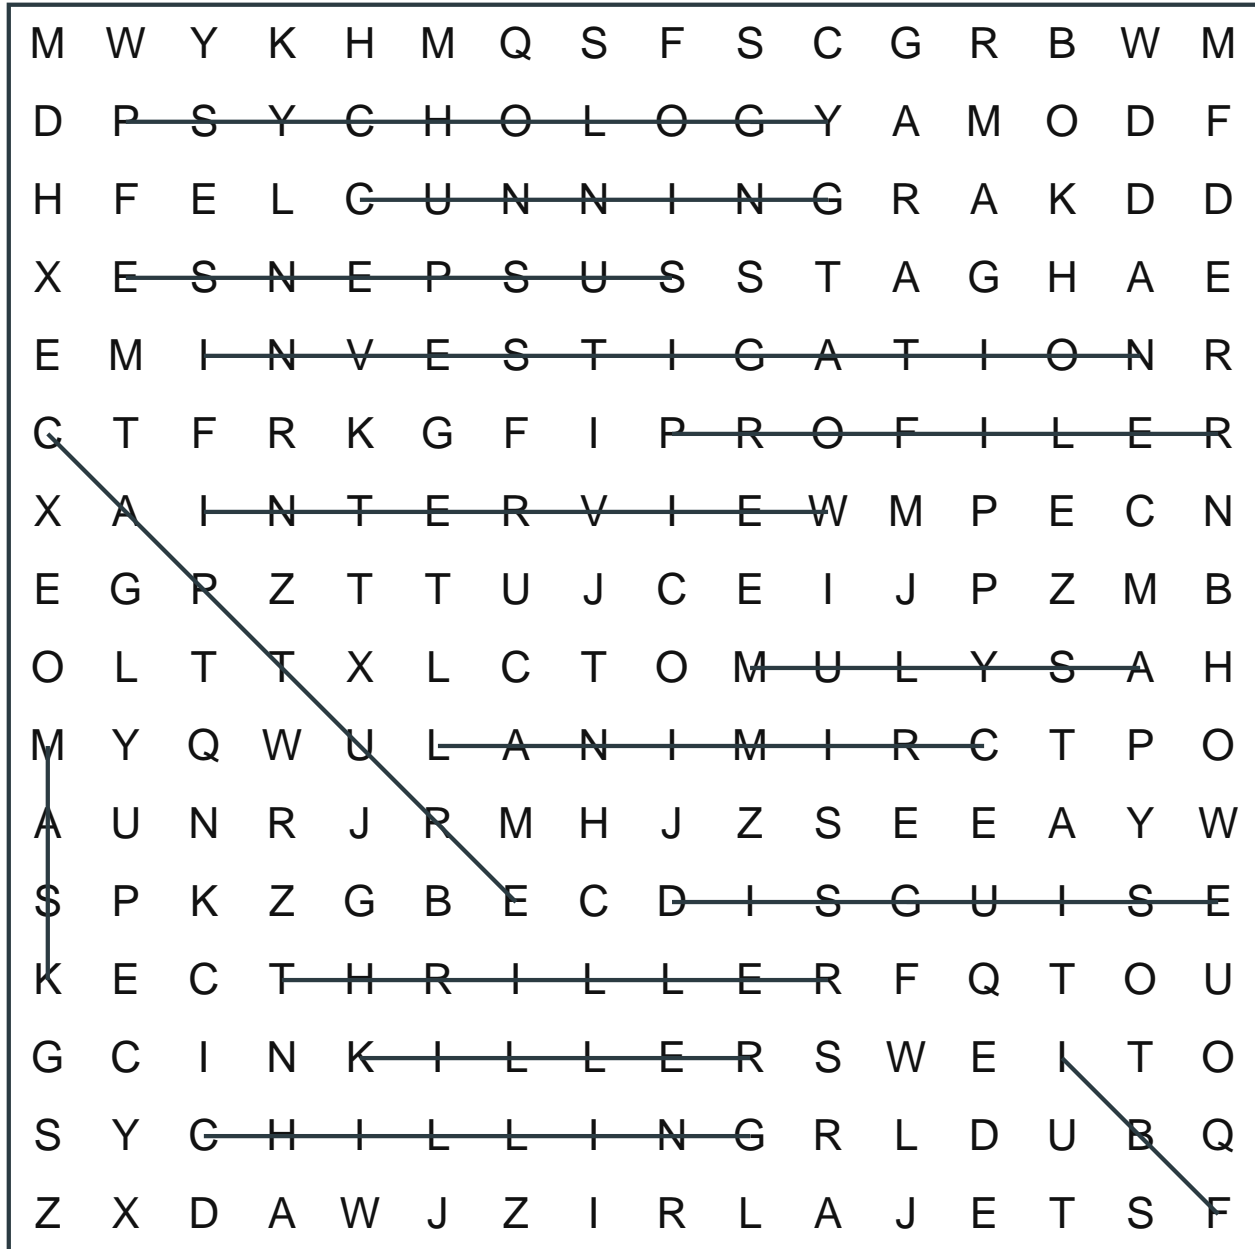 M W Y K H M Q S F S C G R B W M
D P S Y C H O L O G Y A M O D F
H F E L C U N N I N G R A K D D
X E S N E P S U S S T A G H A E
E M I N V E S T I G A T I O N R
C T F R K G F I P R O F I L E R
X A I N T E R V I E W M P E C N
E G P Z T T U J C E I J P Z M B
O L T T X L C T O M U L Y S A H
M Y Q W U L A N I M I R C T P O
A U N R J R M H J Z S E E A Y W
S P K Z G B E C D I S G U I S E
K E C T H R I L L E R F Q T O U
G C I N K I L L E R S W E I T O
S Y C H I L L I N G R L D U B Q
Z X D A W J Z I R L A J E T S F